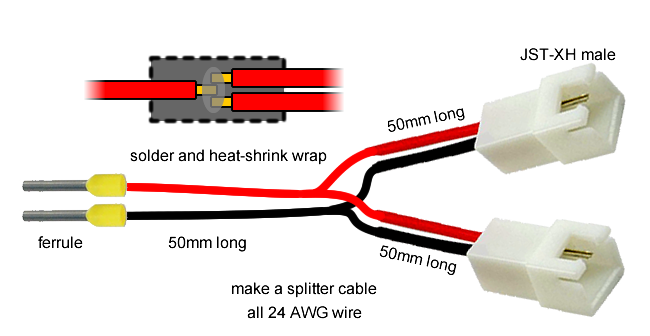 JST-XH male
50mm long
solder and heat-shrink wrap
ferrule
50mm long
50mm long
make a splitter cable
all 24 AWG wire